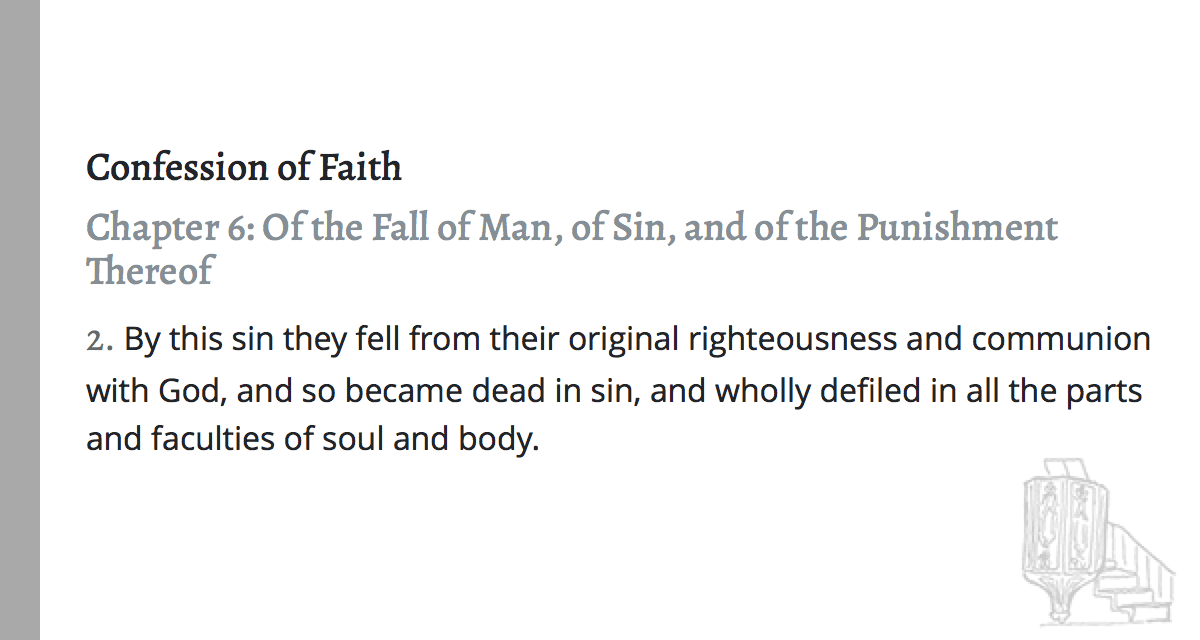 Confession of Faith
Chapter 6: Of the Fall of Man, of Sin, and of the Punishment
Thereof
2. By this sin they fell from their original righteousness and communion
with God, and so became dead in sin, and wholly defiled in all the parts
and faculties of soul and body.